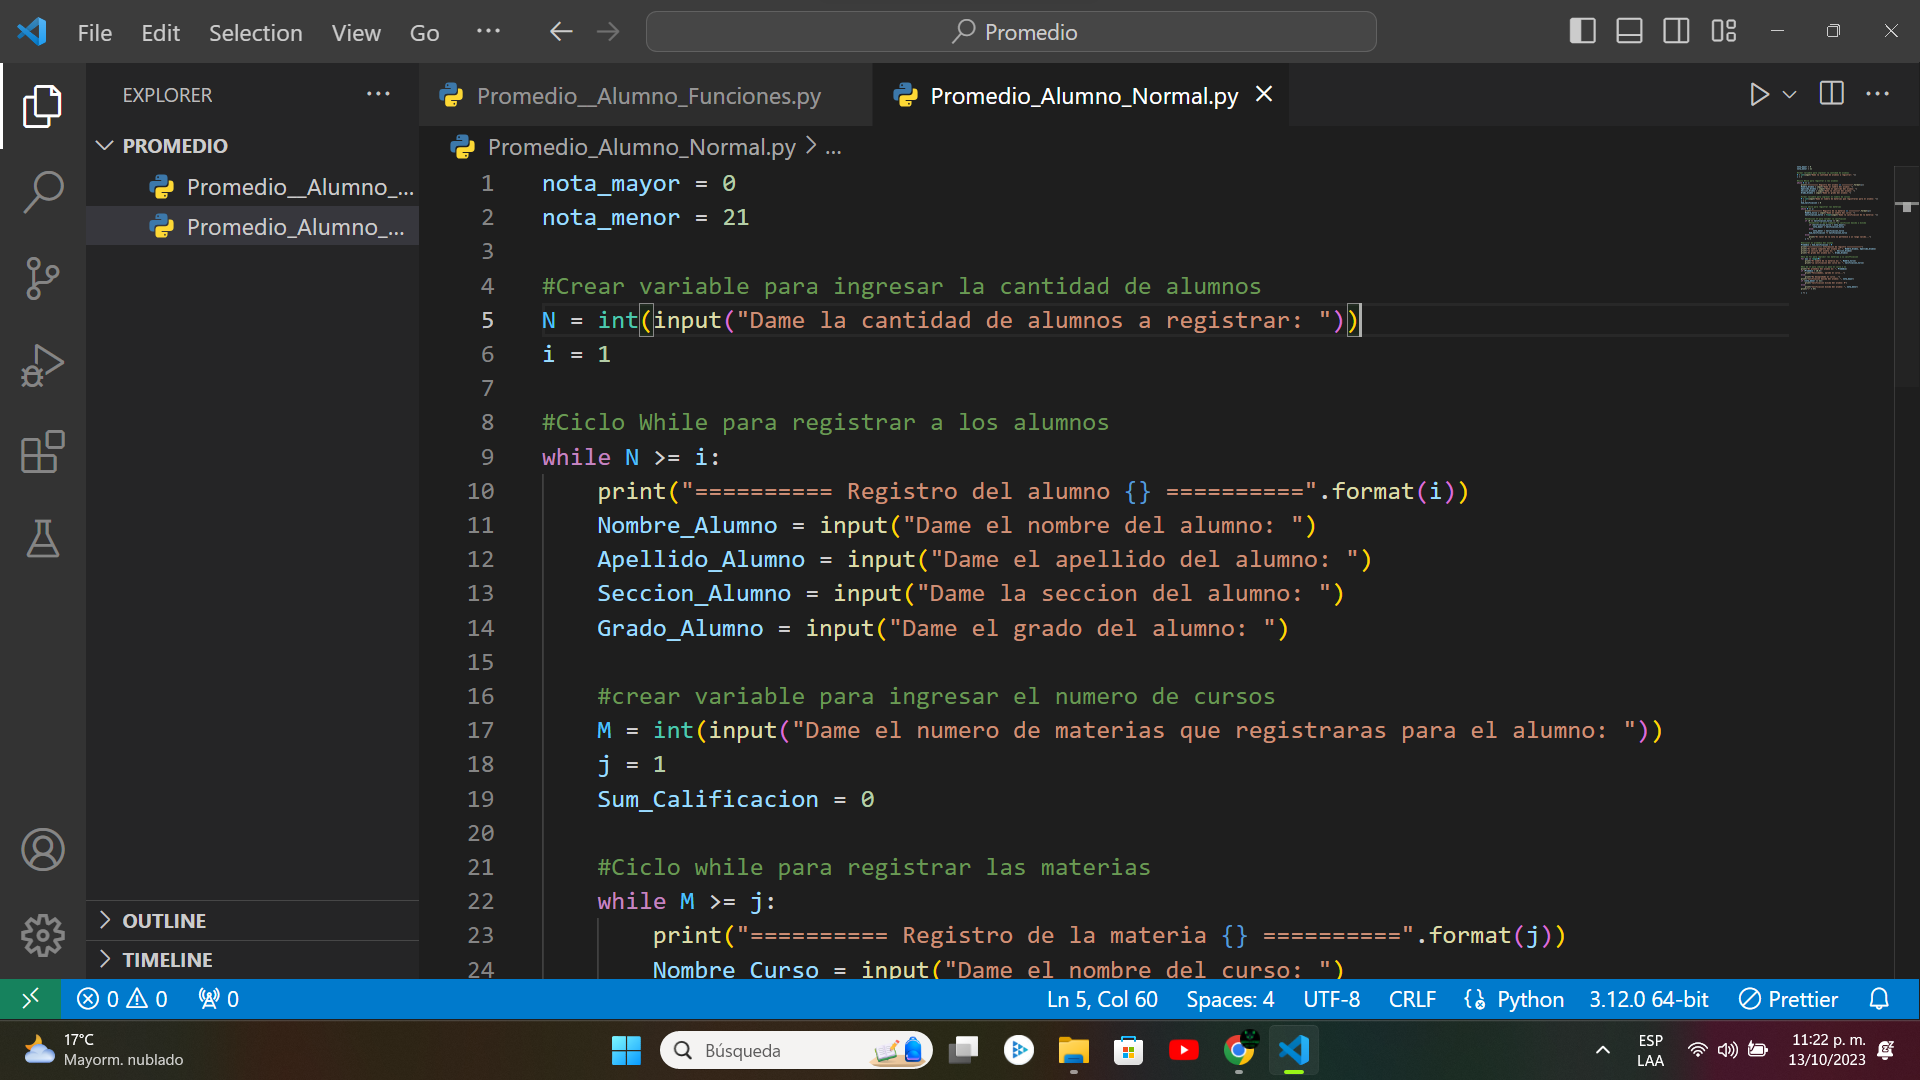 File Edit Selection View Go ...
Promedio
EXPLORER ...
Promedio__Alumno_Funciones.py
Promedio_Alumno_Normal.py
PROMEDIO
Promedio__Alumno_...
Promedio_Alumno_...
OUTLINE
TIMELINE
Promedio_Alumno_Normal.py > ...
1 nota_mayor = 0
2 nota_menor = 21
3
4 #Crear variable para ingresar la cantidad de alumnos
5 N = int(input("Dame la cantidad de alumnos a registrar: "))
6 i = 1
7
8 #Ciclo While para registrar a los alumnos
9 while N >= i:
10 print("========== Registro del alumno {} ==========".format(i))
11 Nombre_Alumno = input("Dame el nombre del alumno: ")
12 Apellido_Alumno = input("Dame el apellido del alumno: ")
13 Seccion_Alumno = input("Dame la seccion del alumno: ")
14 Grado_Alumno = input("Dame el grado del alumno: ")
15
16 #crear variable para ingresar el numero de cursos
17 M = int(input("Dame el numero de materias que registraras para el alumno: "))
18 j = 1
19 Sum_Calificacion = 0
20
21 #Ciclo while para registrar las materias
22 while M >= j:
23 print("========== Registro de la materia {} ==========".format(j))
24 Nombre_Curso = input("Dame el nombre del curso: ")
0 0 0
Ln 5, Col 60 Spaces: 4 UTF-8 CRLF Python 3.12.0 64-bit Prettier
17°C
Mayorm. nublado
Búsqueda
ESP
LAA
11:22 p. m.
13/10/2023